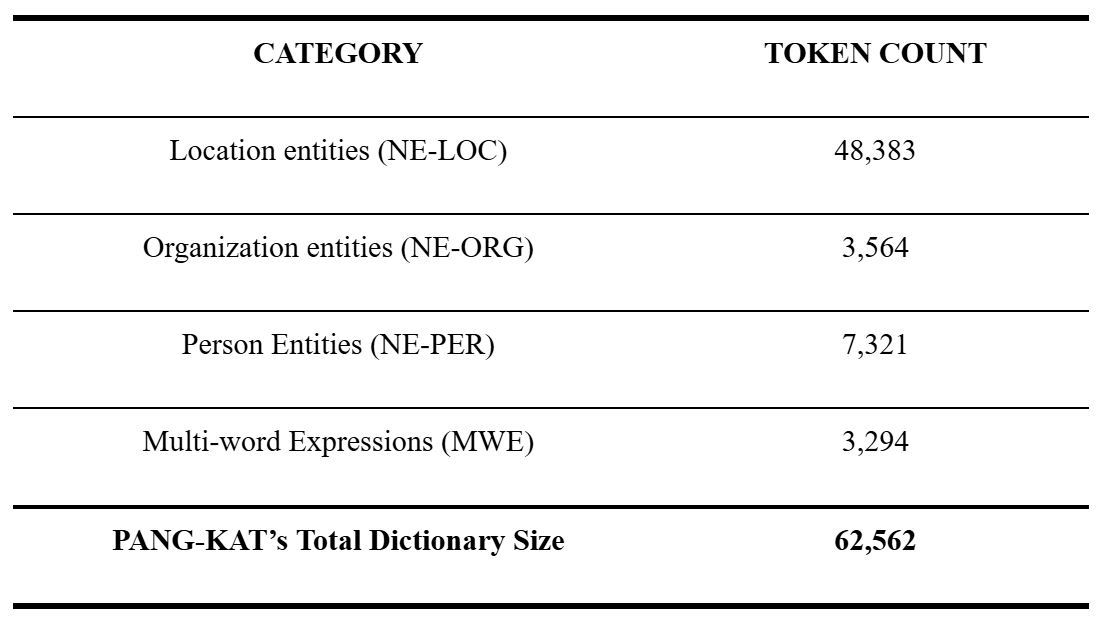 CATEGORY TOKEN COUNT
Location entities (NE-LOC) 48,383
Organization entities (NE-ORG) 3,564
Person Entities (NE-PER) 7,321
Multi-word Expressions (MWE) 3,294
PANG-KAT’s Total Dictionary Size 62,562